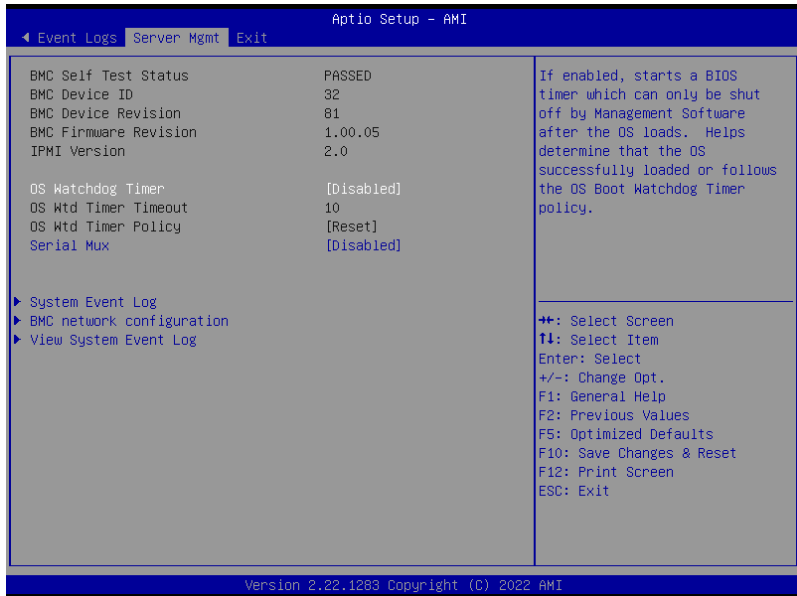 Aptio Setup – AMI
Event Logs Server Mgmt Exit
BMC Self Test Status PASSED
BMC Device ID 32
BMC Device Revision 81
BMC Firmware Revision 1.00.05
IPMI Version 2.0
OS Watchdog Timer [Disabled]
OS Wtd Timer Timeout 10
OS Wtd Timer Policy [Reset]
Serial Mux [Disabled]
System Event Log
BMC network configuration
View System Event Log
If enabled, starts a BIOS
timer which can only be shut
off by Management Software
after the OS loads.  Helps
determine that the OS
successfully loaded or follows
the OS Boot Watchdog Timer
policy.
→←: Select Screen
↑↓: Select Item
Enter: Select
+/-: Change Opt.
F1: General Help
F2: Previous Values
F5: Optimized Defaults
F10: Save Changes & Reset
F12: Print Screen
ESC: Exit
Version 2.22.1283 Copyright (C) 2022 AMI